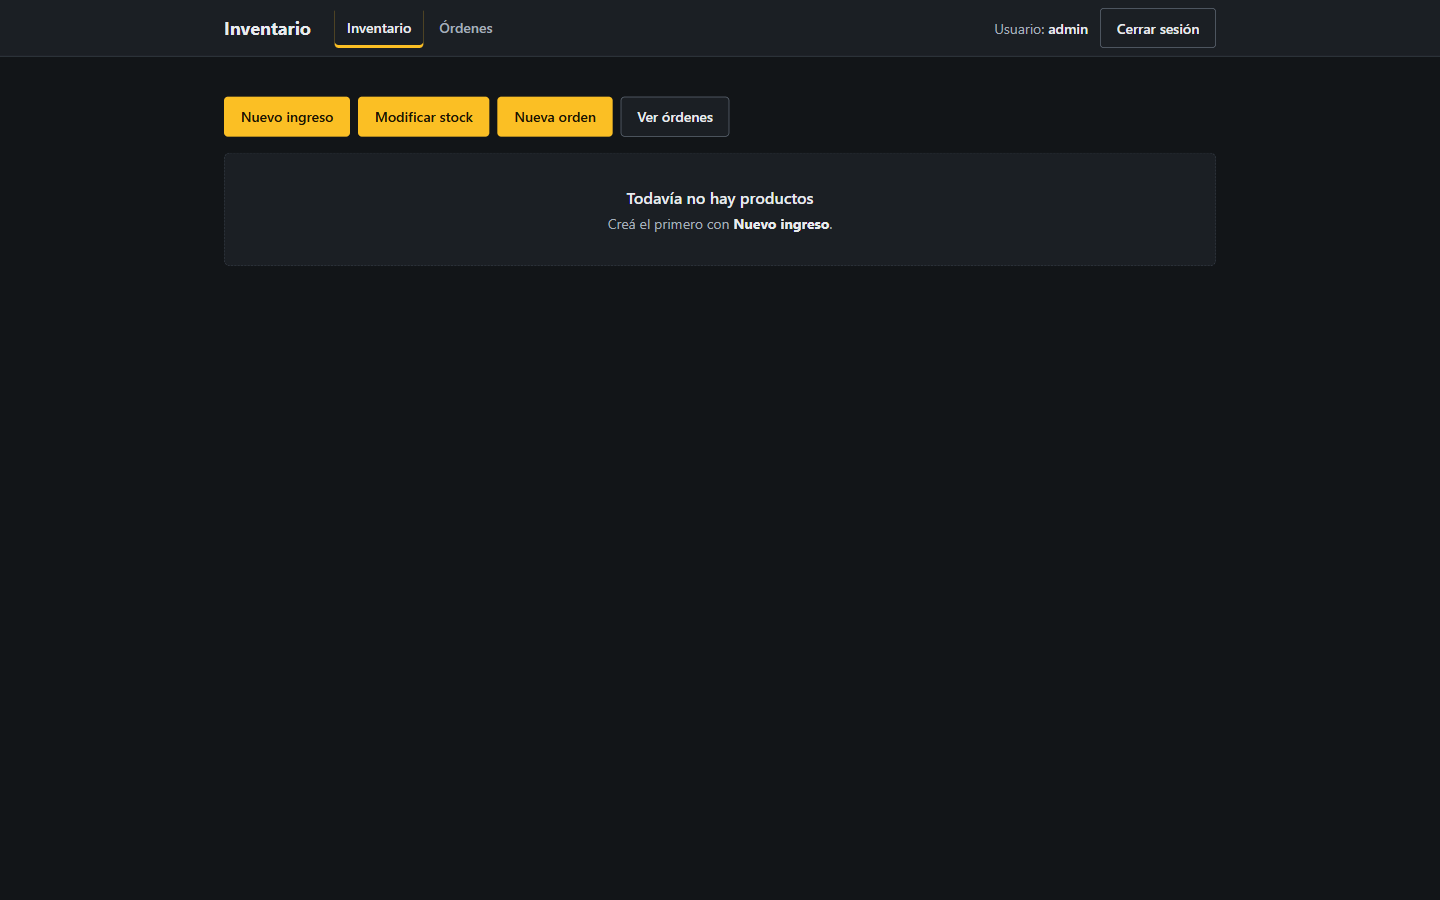 Inventario Inventario Órdenes Usuario: admin Cerrar sesión
Nuevo ingreso Modificar stock Nueva orden Ver órdenes
Todavía no hay productos
Creá el primero con Nuevo ingreso.